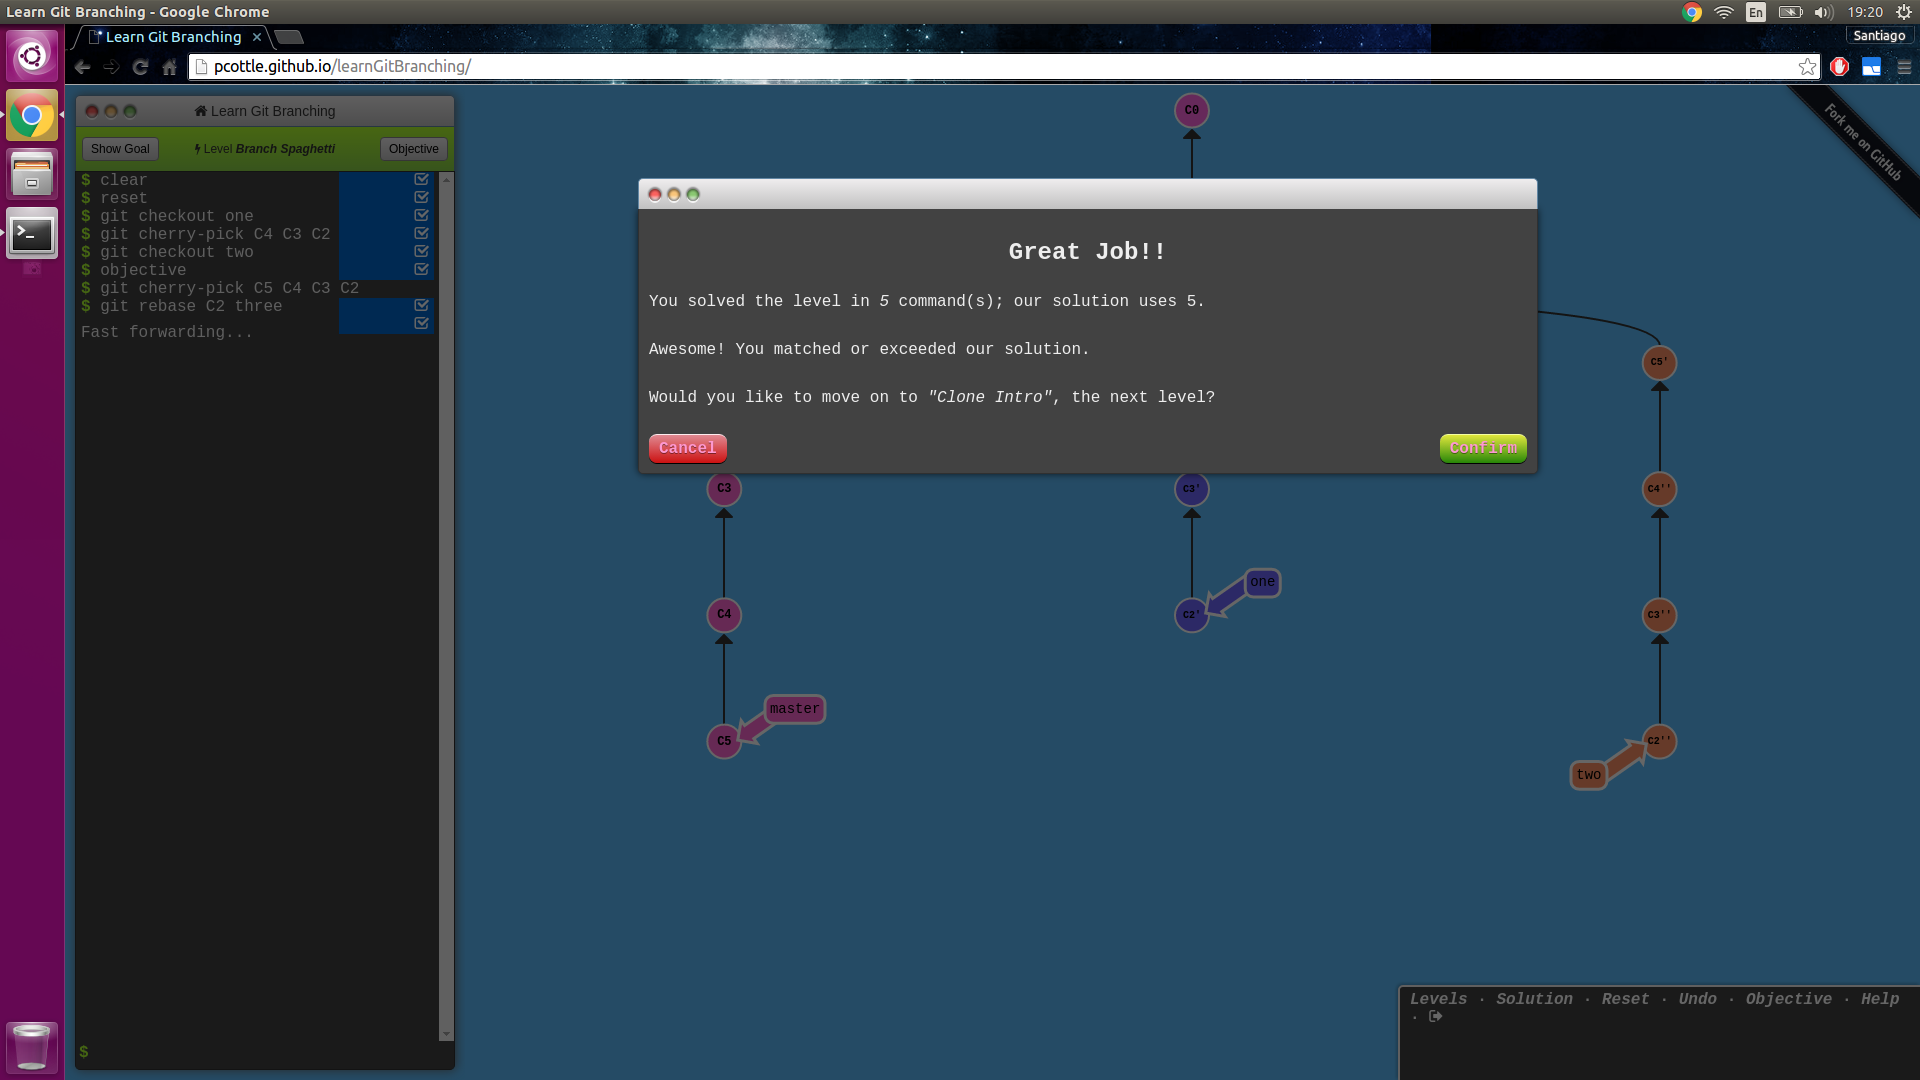 Learn Git Branching - Google Chrome
En
19:20
Learn Git Branching
Santiago
pcottle.github.io/learnGitBranching/
Learn Git Branching
Show Goal
Level Branch Spaghetti
Objective
$ clear
$ reset
$ git checkout one
$ git cherry-pick C4 C3 C2
$ git checkout two
$ objective
$ git cherry-pick C5 C4 C3 C2
$ git rebase C2 three
Fast forwarding...
$
C0
Fork me on GitHub
Great Job!!
You solved the level in 5 command(s); our solution uses 5.
Awesome! You matched or exceeded our solution.
Would you like to move on to "Clone Intro", the next level?
Cancel
Confirm
C5'
C3
C3'
C4''
one
C4
C2'
C3''
master
C5
C2''
two
Levels · Solution · Reset · Undo · Objective · Help
·